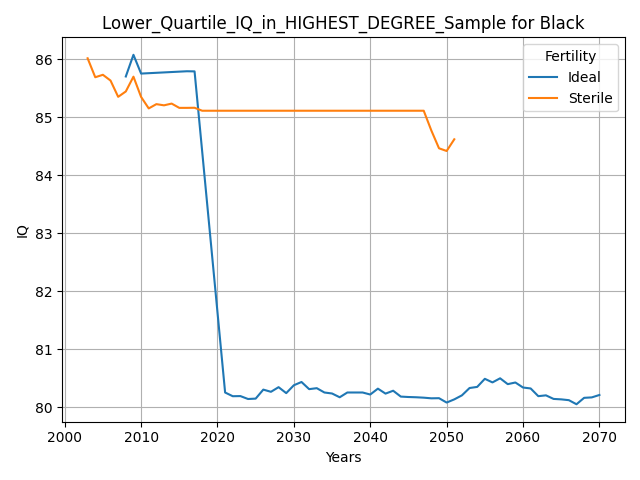 Lower_Quartile_IQ_in_HIGHEST_DEGREE_Sample for Black
Fertility
Ideal
Sterile
86
85
84
83
82
81
80
IQ
2000 2010 2020 2030 2040 2050 2060 2070
Years